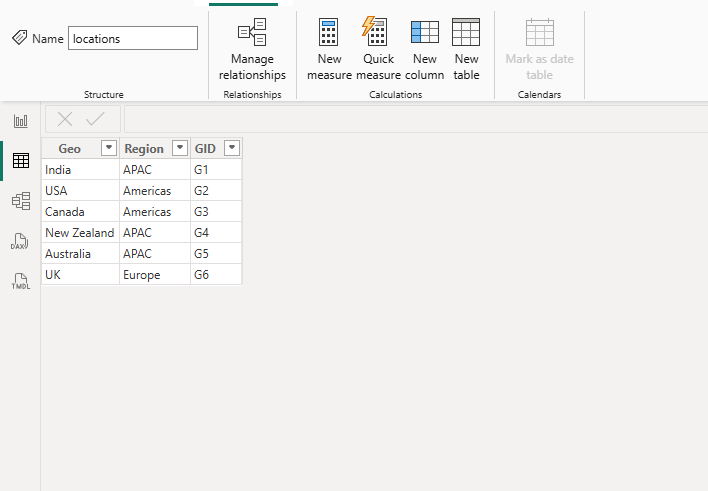 Name locations
Manage relationships
New measure
Quick measure
New column
New table
Mark as date table
Structure
Relationships
Calculations
Calendars
Geo Region GID
India APAC G1
USA Americas G2
Canada Americas G3
New Zealand APAC G4
Australia APAC G5
UK Europe G6
DAX
TMDL